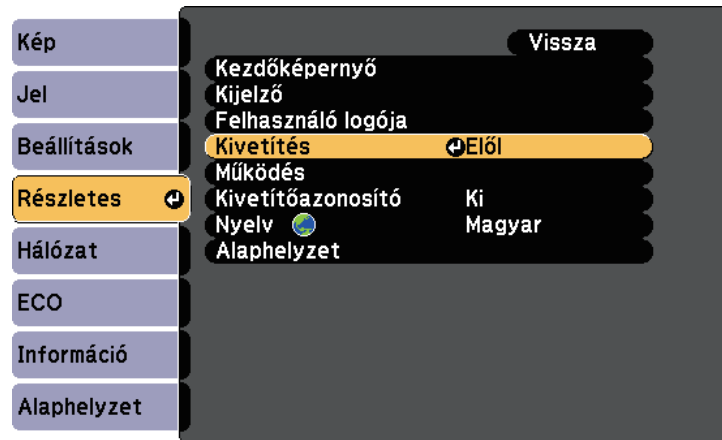 Kép
Jel
Beállítások
Részletes
Hálózat
ECO
Információ
Alaphelyzet
Vissza
Kezdőképernyő
Kijelző
Felhasználó logója
Kivetítés Elől
Működés
Kivetítőazonosító Ki
Nyelv Magyar
Alaphelyzet